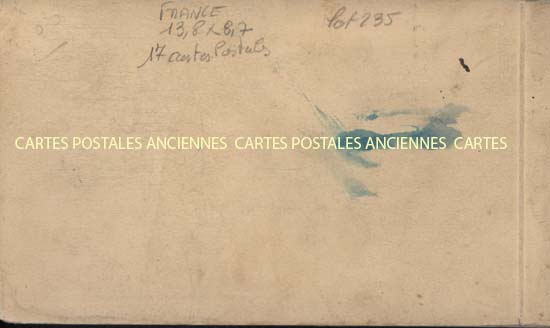 FRANCE
13,8 x 8,7
17 cartes Postales
lot 235
CARTES POSTALES ANCIENNES CARTES POSTALES ANCIENNES CARTES